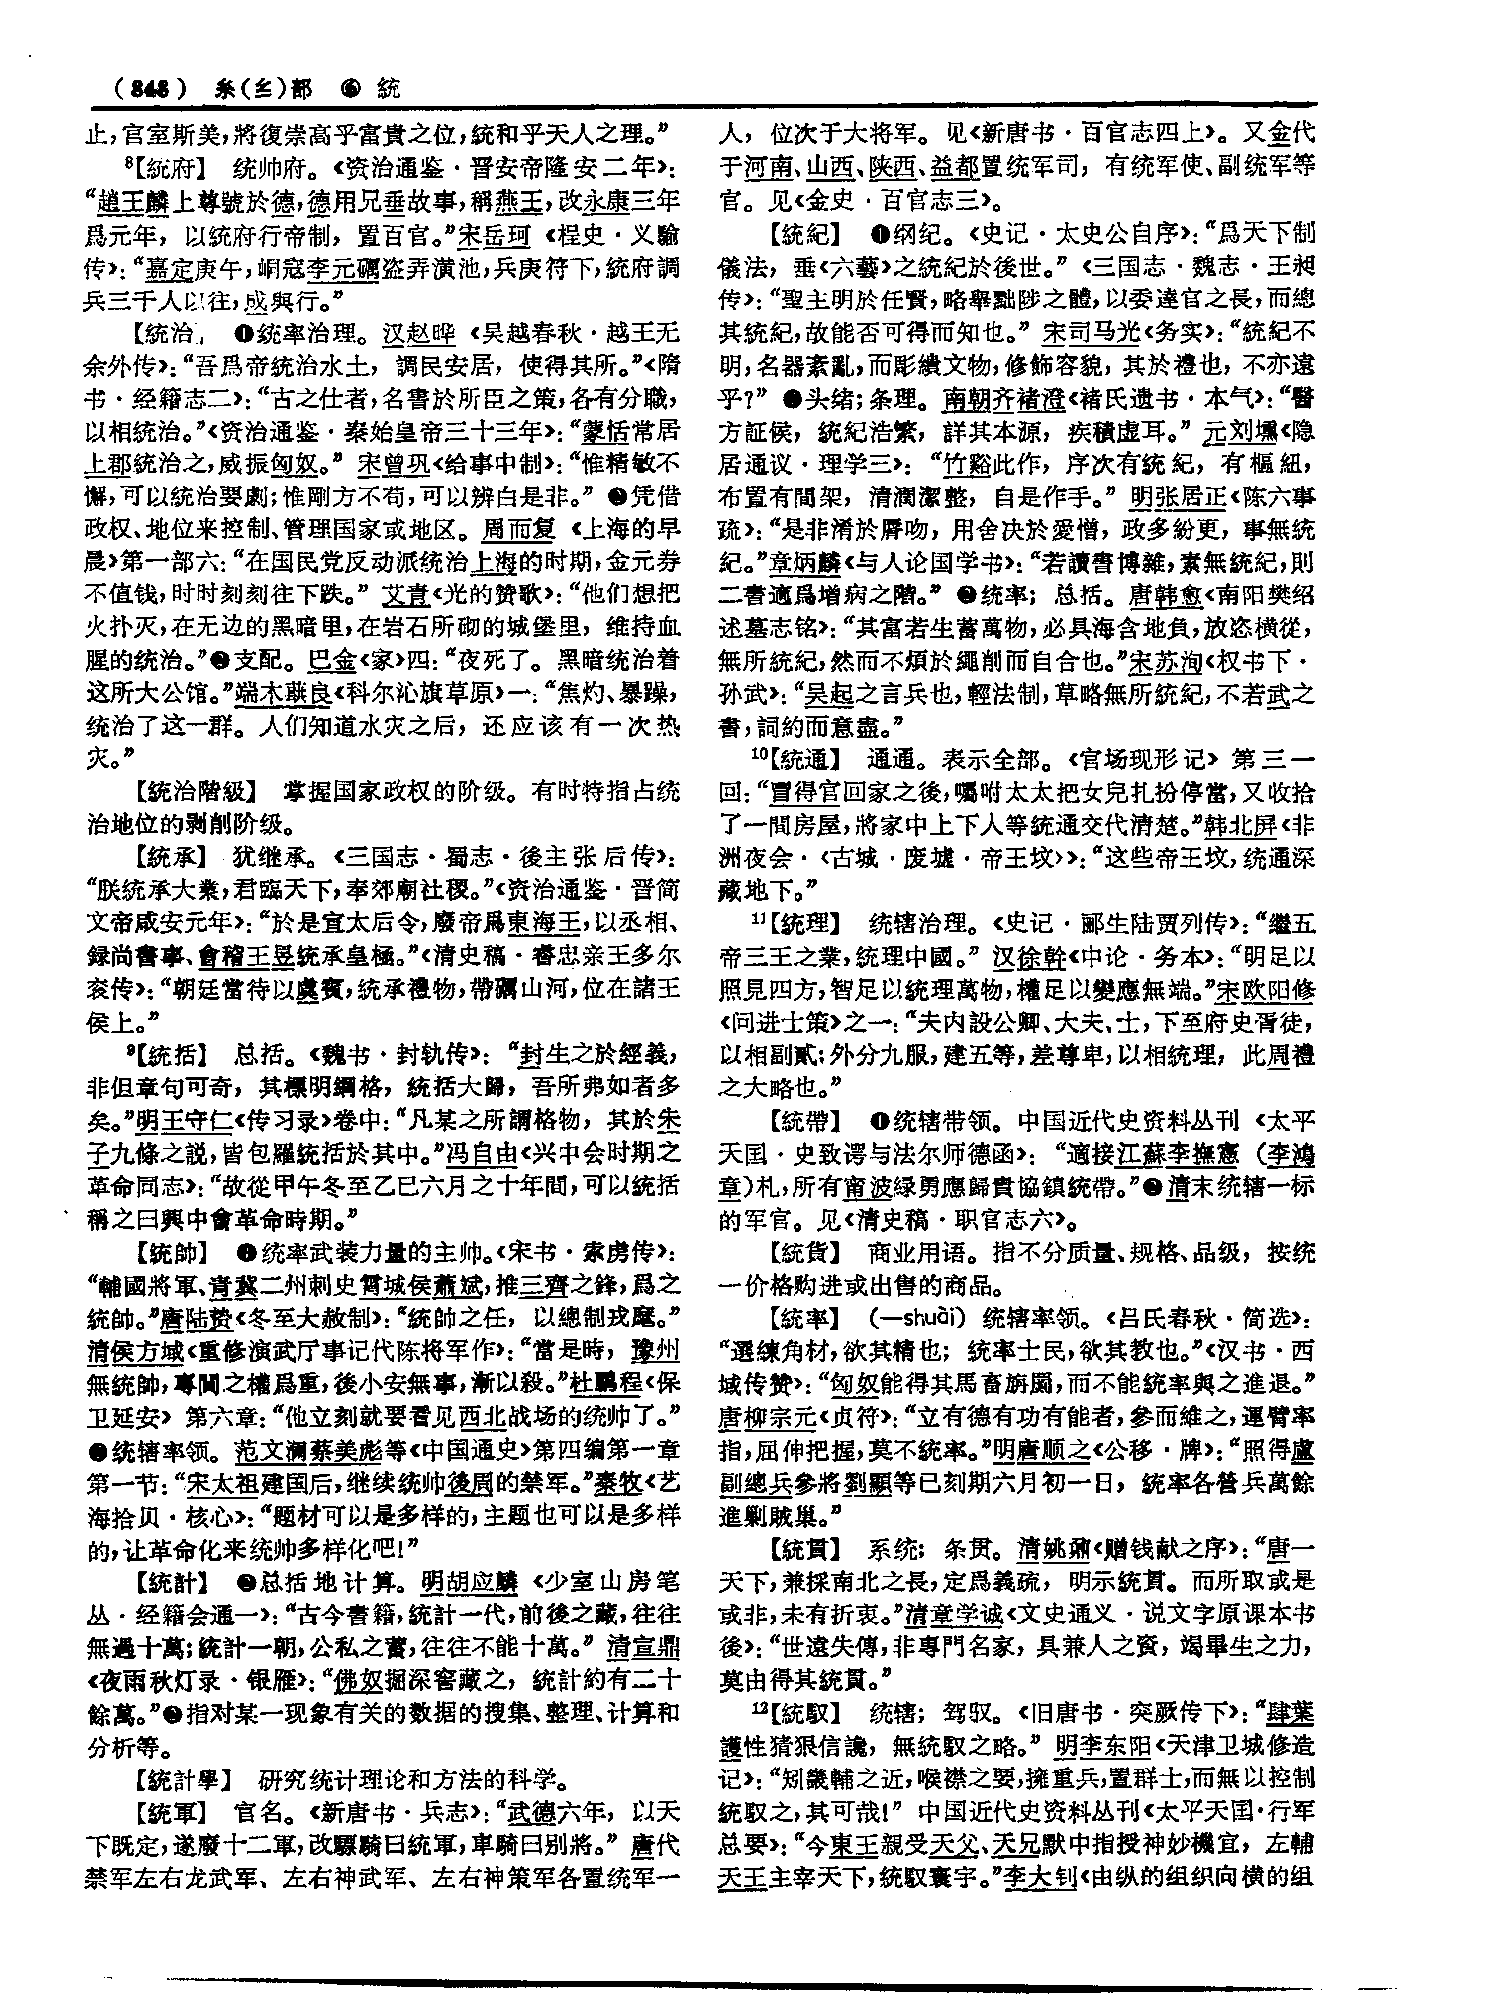 （848） 糸（纟）部 ⑥ 統
止，官室斯美，將復崇高乎富貴之位，統和乎天人之理。”
8【統府】 统帅府。《资治通鉴·晋安帝隆安二年》：
“趙王麟上尊號於德，德用兄垂故事，稱燕王，改永康三年
爲元年，以統府行帝制，置百官。”宋岳珂《桯史·义騟
传》：“嘉定庚午，峒寇李元礪盗弄潢池，兵庚符下，統府調
兵三千人以往，成與行。”
【統治】 ❶统率治理。汉赵晔《吴越春秋·越王无
余外传》：“吾爲帝統治水土，調民安居，使得其所。”《隋
书·经籍志二》：“古之仕者，名書於所臣之策，各有分職，
以相統治。”《资治通鉴·秦始皇帝三十三年》：“蒙恬常居
上郡統治之，威振匈奴。” 宋曾巩《给事中制》：“惟精敏不
懈，可以統治要劇；惟剛方不苟，可以辨白是非。” ❷凭借
政权、地位来控制、管理国家或地区。周而复《上海的早
晨》第一部六：“在国民党反动派统治上海的时期，金元券
不值钱，时时刻刻往下跌。” 艾青《光的赞歌》：“他们想把
火扑灭，在无边的黑暗里，在岩石所砌的城堡里，维持血
腥的统治。”❸支配。巴金《家》四：“夜死了。黑暗统治着
这所大公馆。”端木蕻良《科尔沁旗草原》一：“焦灼、暴躁，
统治了这一群。人们知道水灾之后，还应该有一次热
灾。”
【統治階級】 掌握国家政权的阶级。有时特指占统
治地位的剥削阶级。
【統承】 犹继承。《三国志·蜀志·後主张后传》：
“朕统承大業，君臨天下，奉郊廟社稷。”《资治通鉴·晋简
文帝咸安元年》：“於是宣太后令，廢帝爲東海王，以丞相、
録尚書事、會稽王昱統承皇極。”《清史稿·睿忠亲王多尔
衮传》：“朝廷當待以虞賓，統承禮物，帶礪山河，位在諸王
侯上。”
9【統括】 总括。《魏书·封轨传》：“封生之於經義，
非但章句可奇，其標明綱格，統括大歸，吾所弗如者多
矣。”明王守仁《传习录》卷中：“凡某之所謂格物，其於朱
子九條之説，皆包羅統括於其中。”冯自由《兴中会时期之
革命同志》：“故從甲午冬至乙巳六月之十年間，可以統括
稱之曰興中會革命時期。”
【統帥】 ❶统率武装力量的主帅。《宋书·索虏传》：
“輔國將軍、青冀二州刺史霄城侯蕭斌，推三齊之鋒，爲之
統帥。”唐陆贽《冬至大赦制》：“統帥之任，以總制戎麾。”
清侯方域《重修演武厅事记代陈将军作》：“當是時，豫州
無統帥，專閫之權爲重，後小安無事，漸以殺。”杜鹏程《保
卫延安》第六章：“他立刻就要看见西北战场的统帅了。”
❷统辖率领。范文澜蔡美彪等《中国通史》第四编第一章
第一节：“宋太祖建国后，继续统帅後周的禁军。”秦牧《艺
海拾贝·核心》：“题材可以是多样的，主题也可以是多样
的，让革命化来统帅多样化吧！”
【統計】 ❶总括地计算。明胡应麟《少室山房笔
丛·经籍会通一》：“古今書籍，統計一代，前後之藏，往往
無過十萬；統計一朝，公私之蓄，往往不能十萬。” 清宣鼎
《夜雨秋灯录·银雁》：“佛奴掘深窖藏之，統計約有二十
餘萬。”❷指对某一现象有关的数据的搜集、整理、计算和
分析等。
【統計學】 研究统计理论和方法的科学。
【統軍】 官名。《新唐书·兵志》：“武德六年，以天
下既定，遂廢十二軍，改驃騎曰統軍，車騎曰别將。” 唐代
禁军左右龙武军、左右神武军、左右神策军各置统军一
人，位次于大将军。见《新唐书·百官志四上》。又金代
于河南、山西、陕西、益都置统军司，有统军使、副统军等
官。见《金史·百官志三》。
【統紀】 ❶纲纪。《史记·太史公自序》：“爲天下制
儀法，垂《六藝》之統紀於後世。”《三国志·魏志·王昶
传》：“聖主明於任賢，略舉黜陟之體，以委達官之長，而總
其統紀，故能否可得而知也。” 宋司马光《务实》：“統紀不
明，名器紊亂，而彫繢文物，修飾容貌，其於禮也，不亦遠
乎？” ❷头绪；条理。南朝齐褚澄《褚氏遗书·本气》：“醫
方証侯，統紀浩繁，詳其本源，疾積虚耳。” 元刘壎《隐
居通议·理学三》：“竹谿此作，序次有統紀，有樞紐，
布置有間架，清潤潔整，自是作手。” 明张居正《陈六事
疏》：“是非淆於脣吻，用舍决於愛憎，政多紛更，事無統
紀。”章炳麟《与人论国学书》：“若讀書博雜，素無統紀，則
二書適爲增病之階。” ❸统率；总括。唐韩愈《南阳樊绍
述墓志铭》：“其富若生蓄萬物，必具海含地負，放恣横從，
無所統紀，然而不煩於繩削而自合也。”宋苏洵《权书下·
孙武》：“吴起之言兵也，輕法制，草略無所統紀，不若武之
書，詞約而意盡。”
10【統通】 通通。表示全部。《官场现形记》第三一
回：“冒得官回家之後，囑咐太太把女兒扎扮停當，又收拾
了一間房屋，將家中上下人等統通交代清楚。”韩北屏《非
洲夜会·〈古城·废墟·帝王坟〉》：“这些帝王坟，统通深
藏地下。”
11【統理】 统辖治理。《史记·郦生陆贾列传》：“繼五
帝三王之業，統理中國。” 汉徐幹《中论·务本》：“明足以
照見四方，智足以統理萬物，權足以變應無端。”宋欧阳修
《问进士策》之一：“夫内設公卿、大夫、士，下至府史胥徒，
以相副貳；外分九服，建五等，差尊卑，以相統理，此周禮
之大略也。”
【統帶】 ❶统辖带领。中国近代史资料丛刊《太平
天国·史致谔与法尔师德函》：“適接江蘇李撫憲（李鴻
章）札，所有甯波緑勇應歸貴協鎮統帶。”❷清末统辖一标
的军官。见《清史稿·职官志六》。
【統貨】 商业用语。指不分质量、规格、品级，按统
一价格购进或出售的商品。
【統率】 （—shuài）统辖率领。《吕氏春秋·简选》：
“選練角材，欲其精也；統率士民，欲其教也。”《汉书·西
域传赞》：“匈奴能得其馬畜旃罽，而不能統率與之進退。”
唐柳宗元《贞符》：“立有德有功有能者，參而維之，運臂率
指，屈伸把握，莫不統率。”明唐顺之《公移·牌》：“照得盧
副總兵參將劉顯等已刻期六月初一日，統率各營兵萬餘
進剿賊巢。”
【統貫】 系统；条贯。清姚鼐《赠钱献之序》：“唐一
天下，兼採南北之長，定爲義疏，明示統貫。而所取或是
或非，未有折衷。”清章学诚《文史通义·说文字原课本书
後》：“世遠失傳，非專門名家，具兼人之資，竭畢生之力，
莫由得其統貫。”
12【統馭】 统辖；驾驭。《旧唐书·突厥传下》：“肆葉
護性猜狠信讒，無統馭之略。” 明李东阳《天津卫城修造
记》：“矧畿輔之近，喉襟之要，擁重兵，置群士，而無以控制
統馭之，其可哉！” 中国近代史资料丛刊《太平天国·行军
总要》：“今東王親受天父、天兄默中指授神妙機宜，左輔
天王主宰天下，統馭寰宇。”李大钊《由纵的组织向横的组